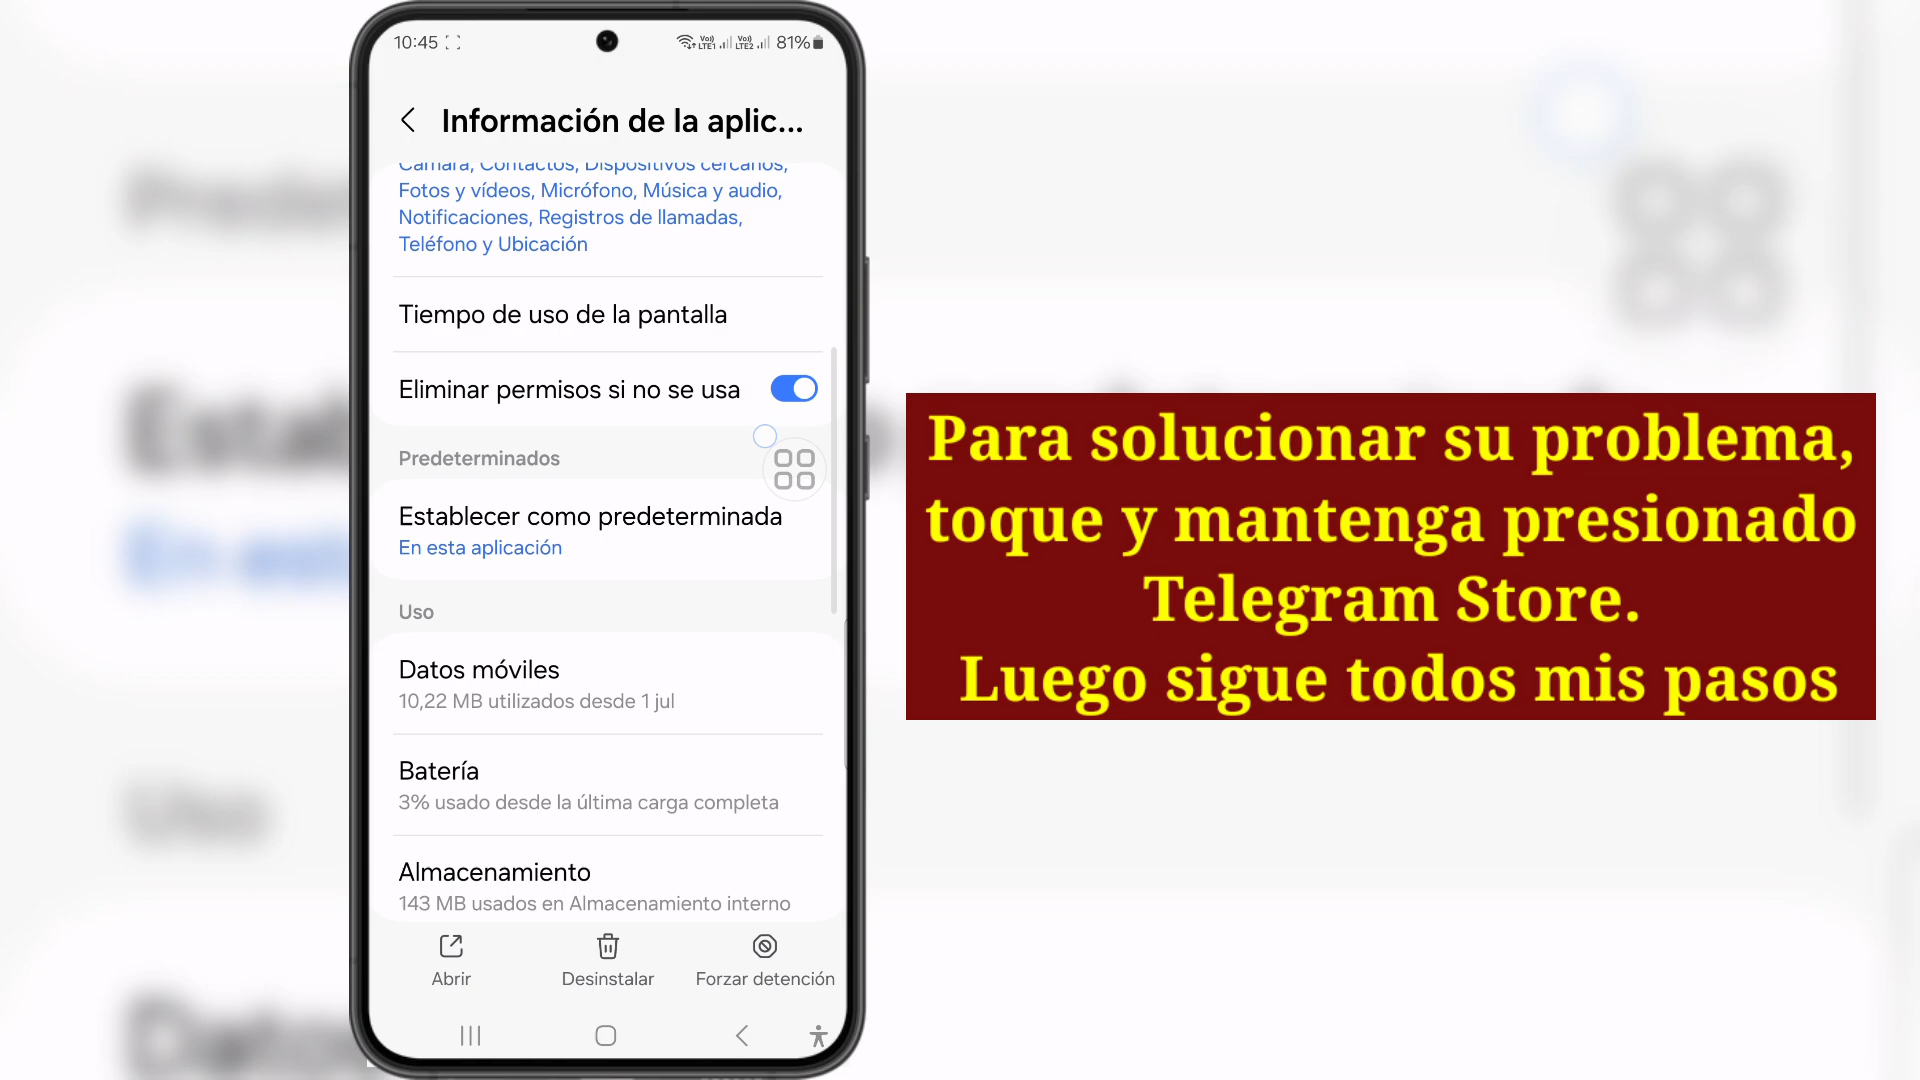 10:45
Vo)) LTE1 Vo)) LTE2 81%
Información de la aplic...
Cámara, Contactos, Dispositivos cercanos,
Fotos y vídeos, Micrófono, Música y audio,
Notificaciones, Registros de llamadas,
Teléfono y Ubicación
Tiempo de uso de la pantalla
Eliminar permisos si no se usa
Predeterminados
Establecer como predeterminada
En esta aplicación
Uso
Datos móviles
10,22 MB utilizados desde 1 jul
Batería
3% usado desde la última carga completa
Almacenamiento
143 MB usados en Almacenamiento interno
Abrir
Desinstalar
Forzar detención
Para solucionar su problema,
toque y mantenga presionado
Telegram Store.
Luego sigue todos mis pasos